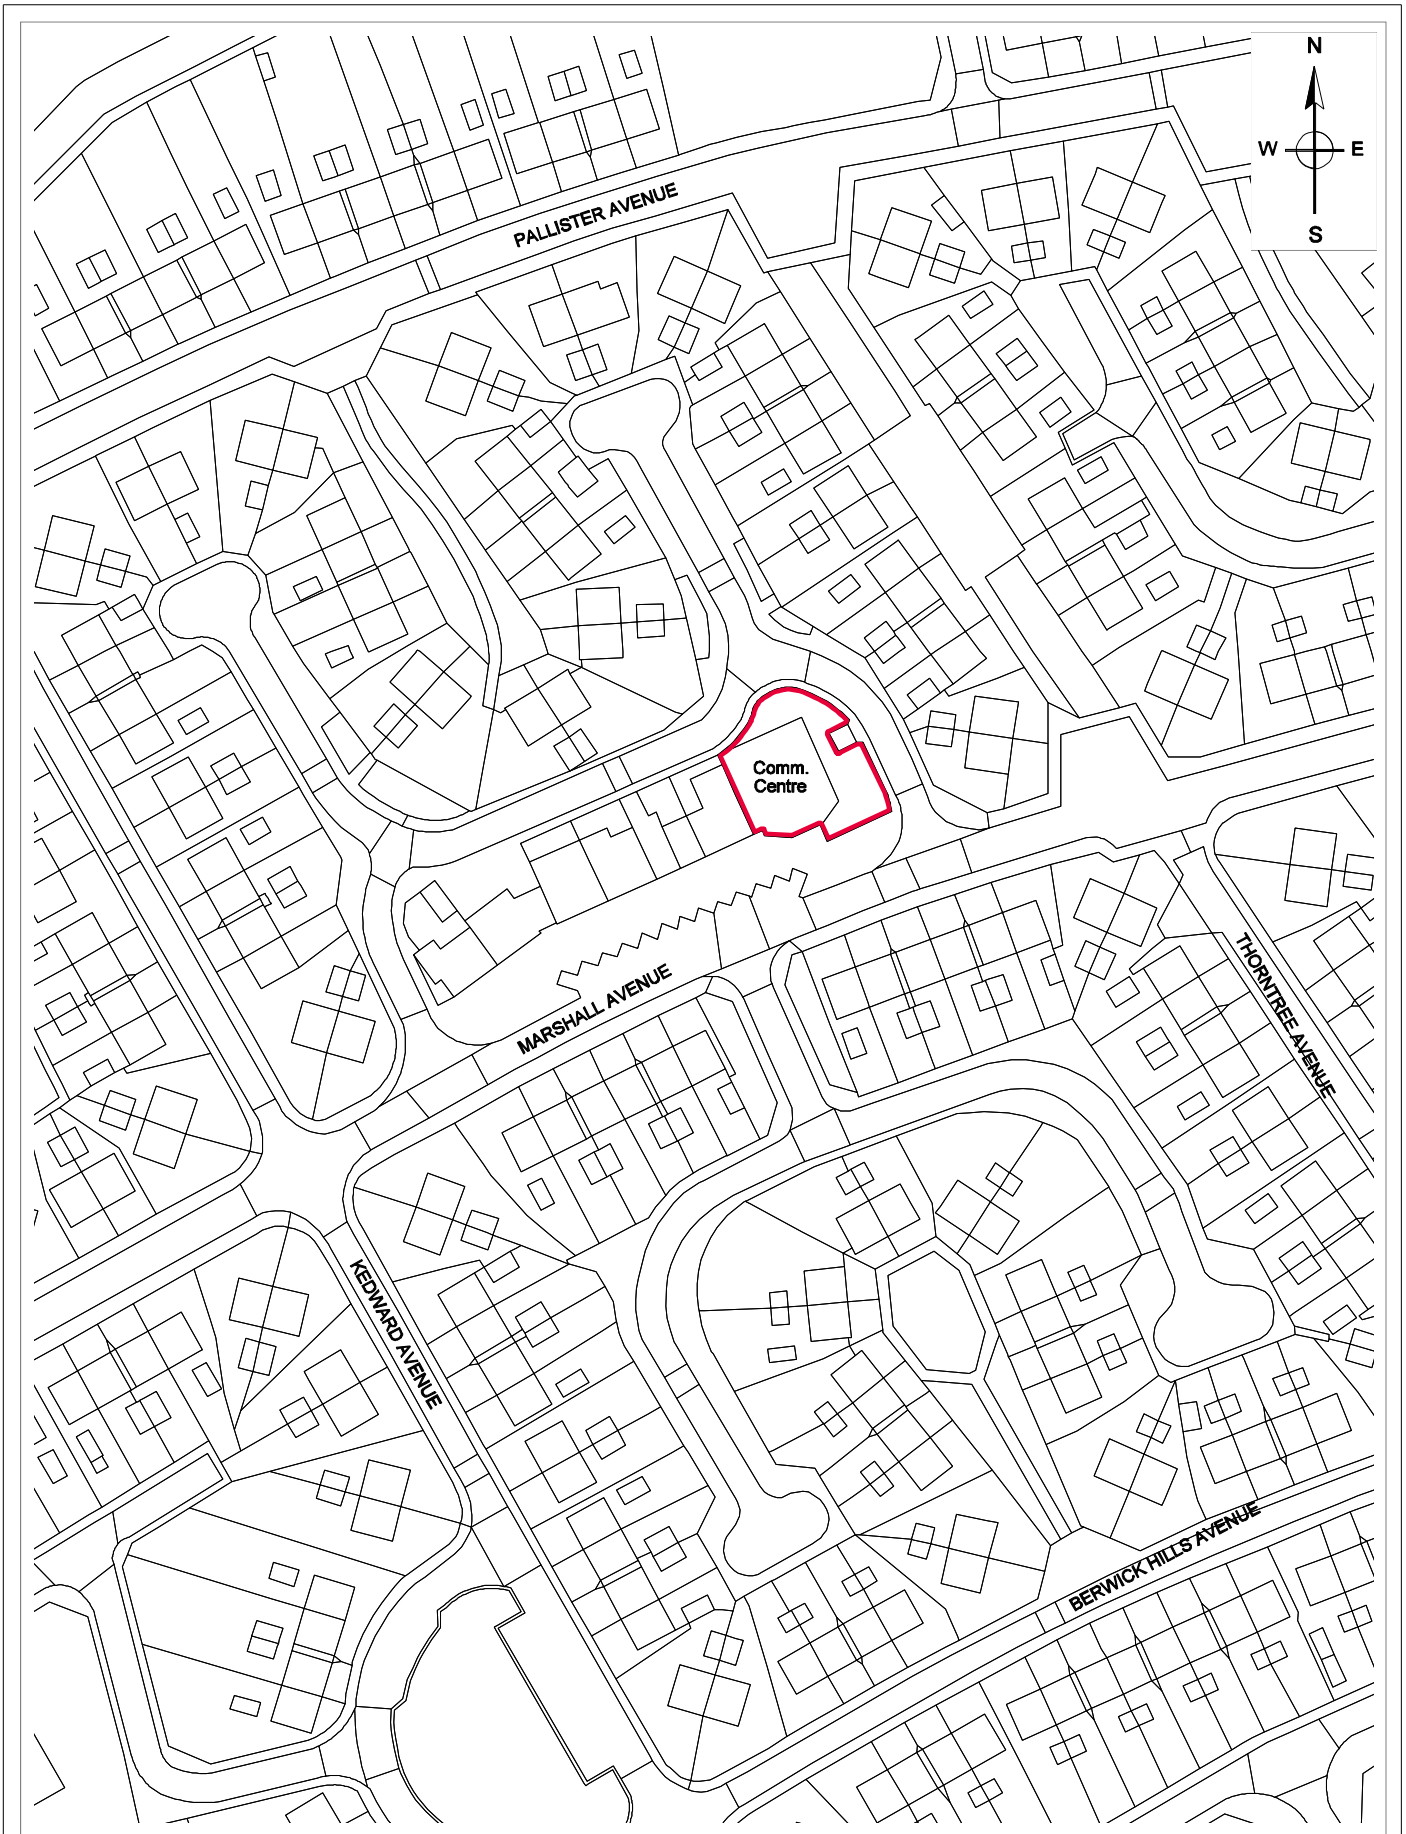 N
W E
S
PALLISTER AVENUE
Comm.
Centre
MARSHALL AVENUE
THORNTREE AVENUE
KEDWARD AVENUE
BERWICK HILLS AVENUE